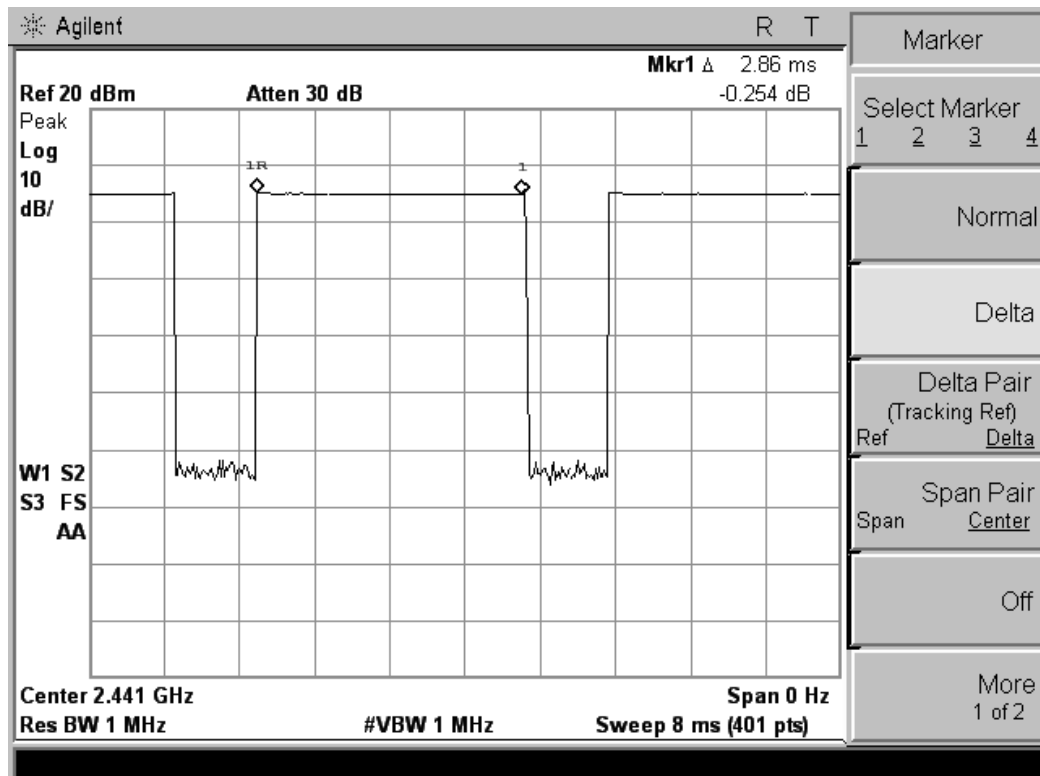 Agilent R T
Mkr1 Δ 2.86 ms
Ref 20 dBm Atten 30 dB -0.254 dB
Peak
Log
10
dB/
1R
1
W1 S2
S3 FS
AA
Center 2.441 GHz Span 0 Hz
Res BW 1 MHz #VBW 1 MHz Sweep 8 ms (401 pts)
Marker
Select Marker
1 2 3 4
Normal
Delta
Delta Pair
(Tracking Ref)
Ref Delta
Span Pair
Span Center
Off
More
1 of 2